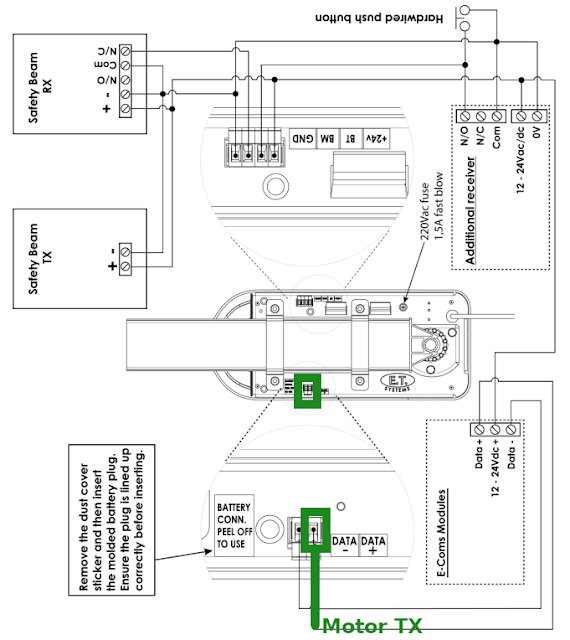 Hardwired push button
Safety Beam
RX
N/C
Com
N/O
-
+
GND
BM
BT
+24v
N/O
N/C
Com
12 - 24Vac/dc
0V
Additional receiver
220Vac fuse
1,5A fast blow
Safety Beam
TX
-
+
E.T.
SYSTEMS
Data +
12 - 24Vdc +
Data -
E-Coms Modules
Remove the dust cover
sticker and then insert
the molded battery plug.
Ensure the plug is lined up
correctly before inserting.
BATTERY
CONN.
PEEL OFF
TO USE
DATA
-
DATA
+
Motor TX